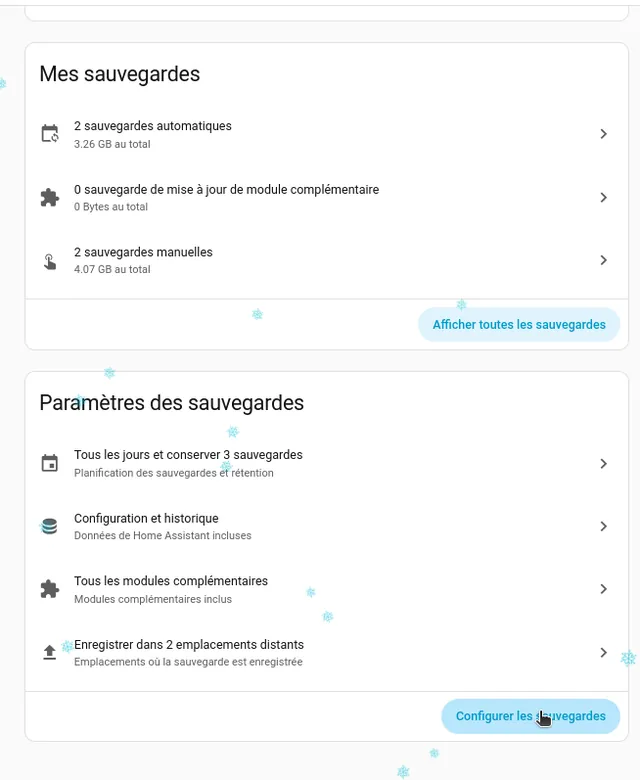 Mes sauvegardes
2 sauvegardes automatiques
3.26 GB au total
0 sauvegarde de mise à jour de module complémentaire
0 Bytes au total
2 sauvegardes manuelles
4.07 GB au total
Afficher toutes les sauvegardes
Paramètres des sauvegardes
Tous les jours et conserver 3 sauvegardes
Planification des sauvegardes et rétention
Configuration et historique
Données de Home Assistant incluses
Tous les modules complémentaires
Modules complémentaires inclus
Enregistrer dans 2 emplacements distants
Emplacements où la sauvegarde est enregistrée
Configurer les sauvegardes